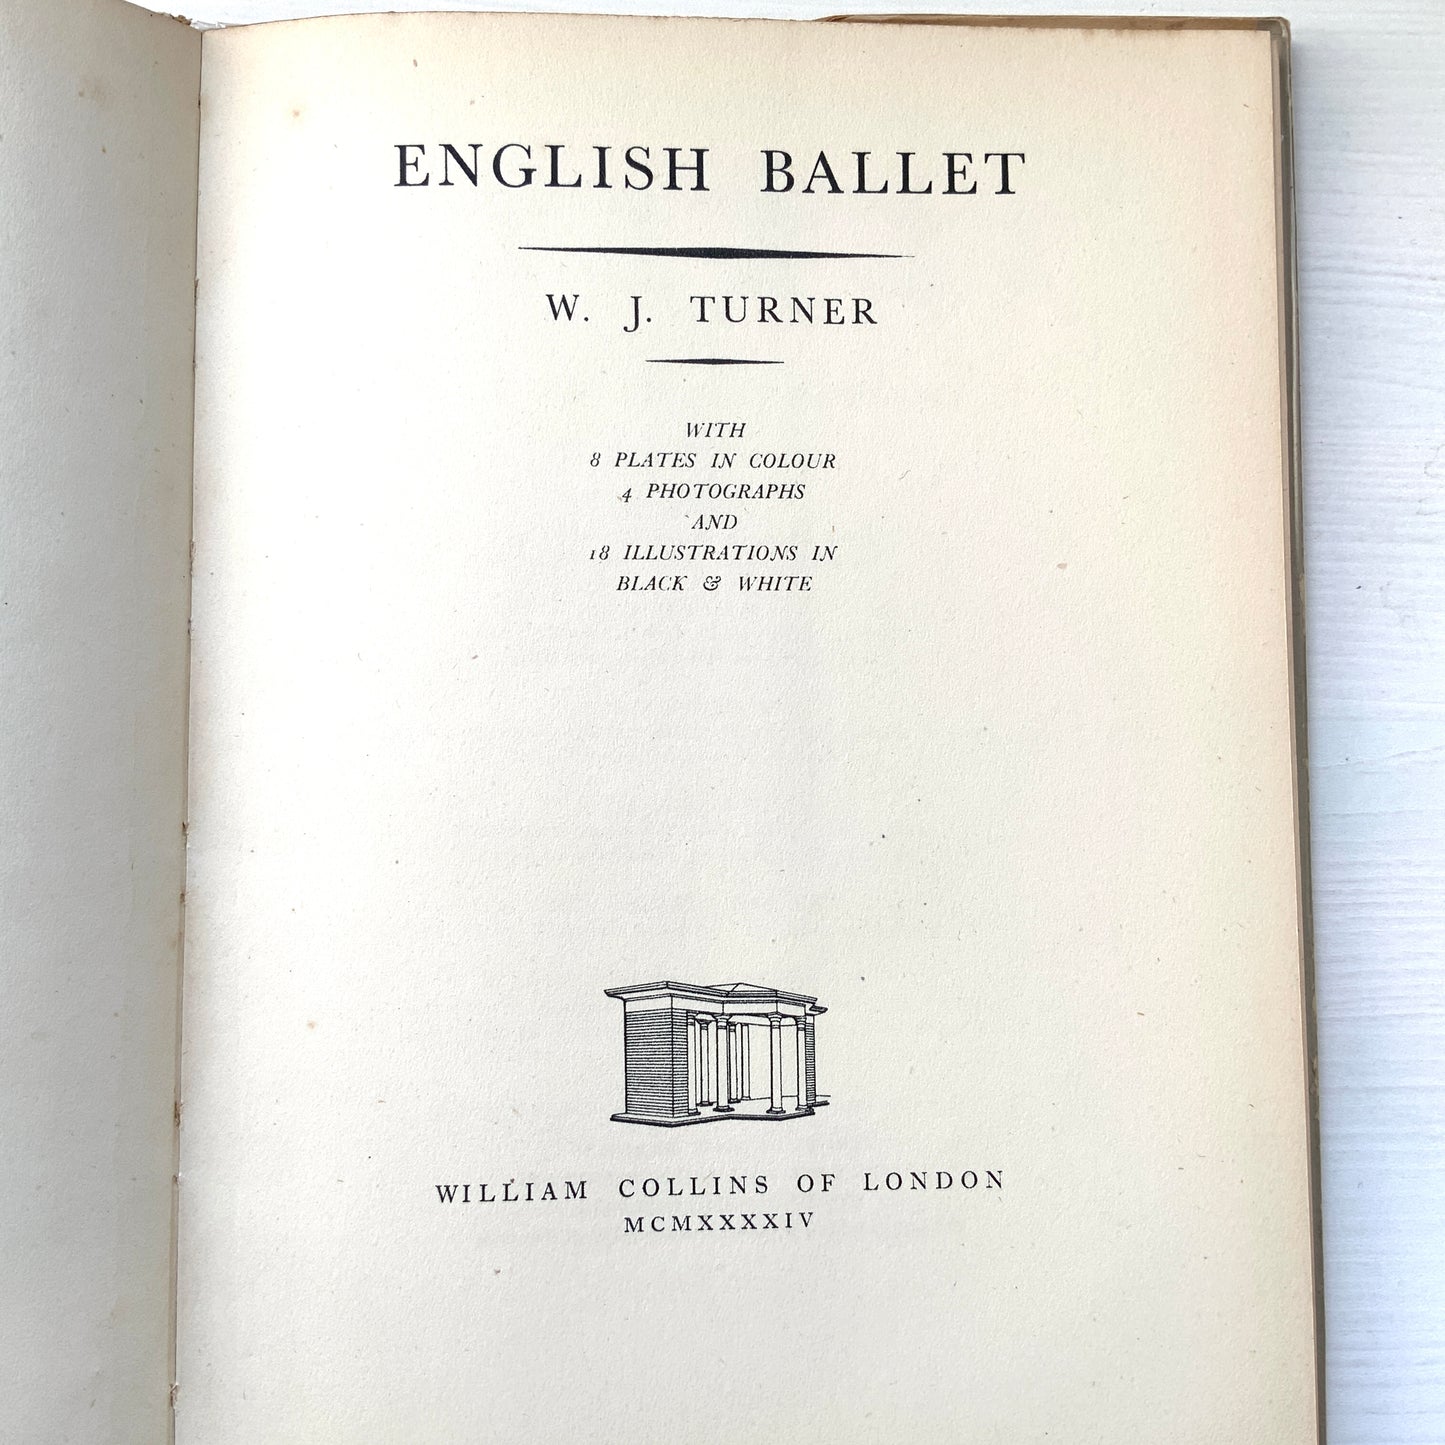 ENGLISH BALLET
W. J. TURNER
WITH
8 PLATES IN COLOUR
4 PHOTOGRAPHS
AND
18 ILLUSTRATIONS IN
BLACK & WHITE
WILLIAM COLLINS OF LONDON
MCMXXXXIV